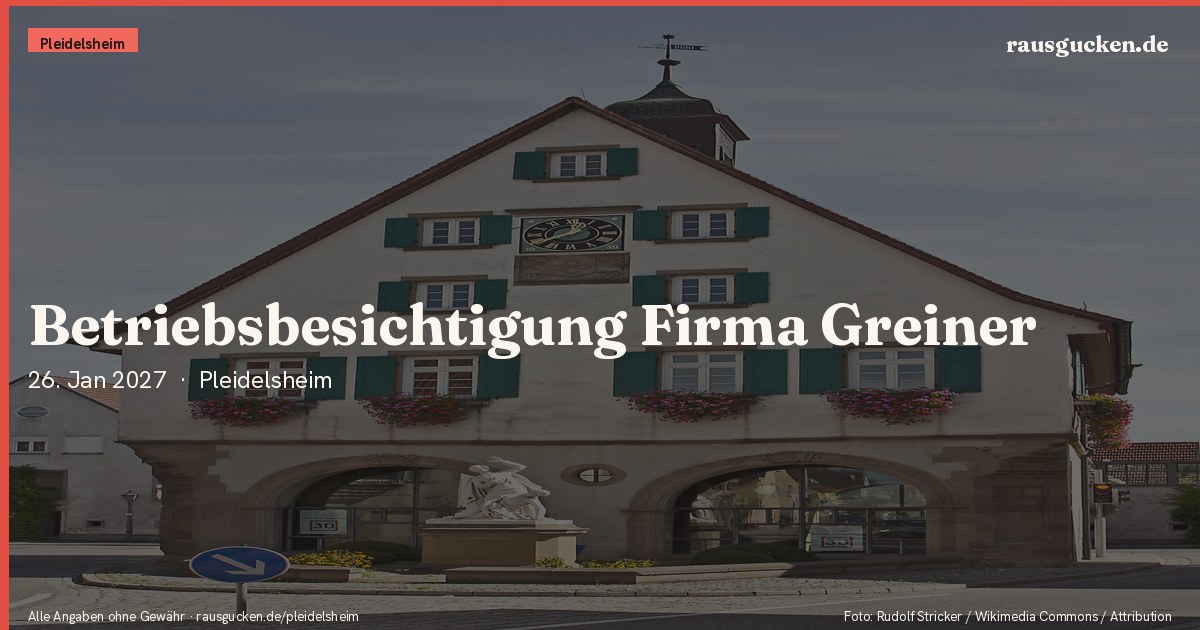 Pleidelsheim
rausgucken.de
Betriebsbesichtigung Firma Greiner
26. Jan 2027 · Pleidelsheim
30
Alle Angaben ohne Gewähr · rausgucken.de/pleidelsheim
Foto: Rudolf Stricker / Wikimedia Commons / Attribution